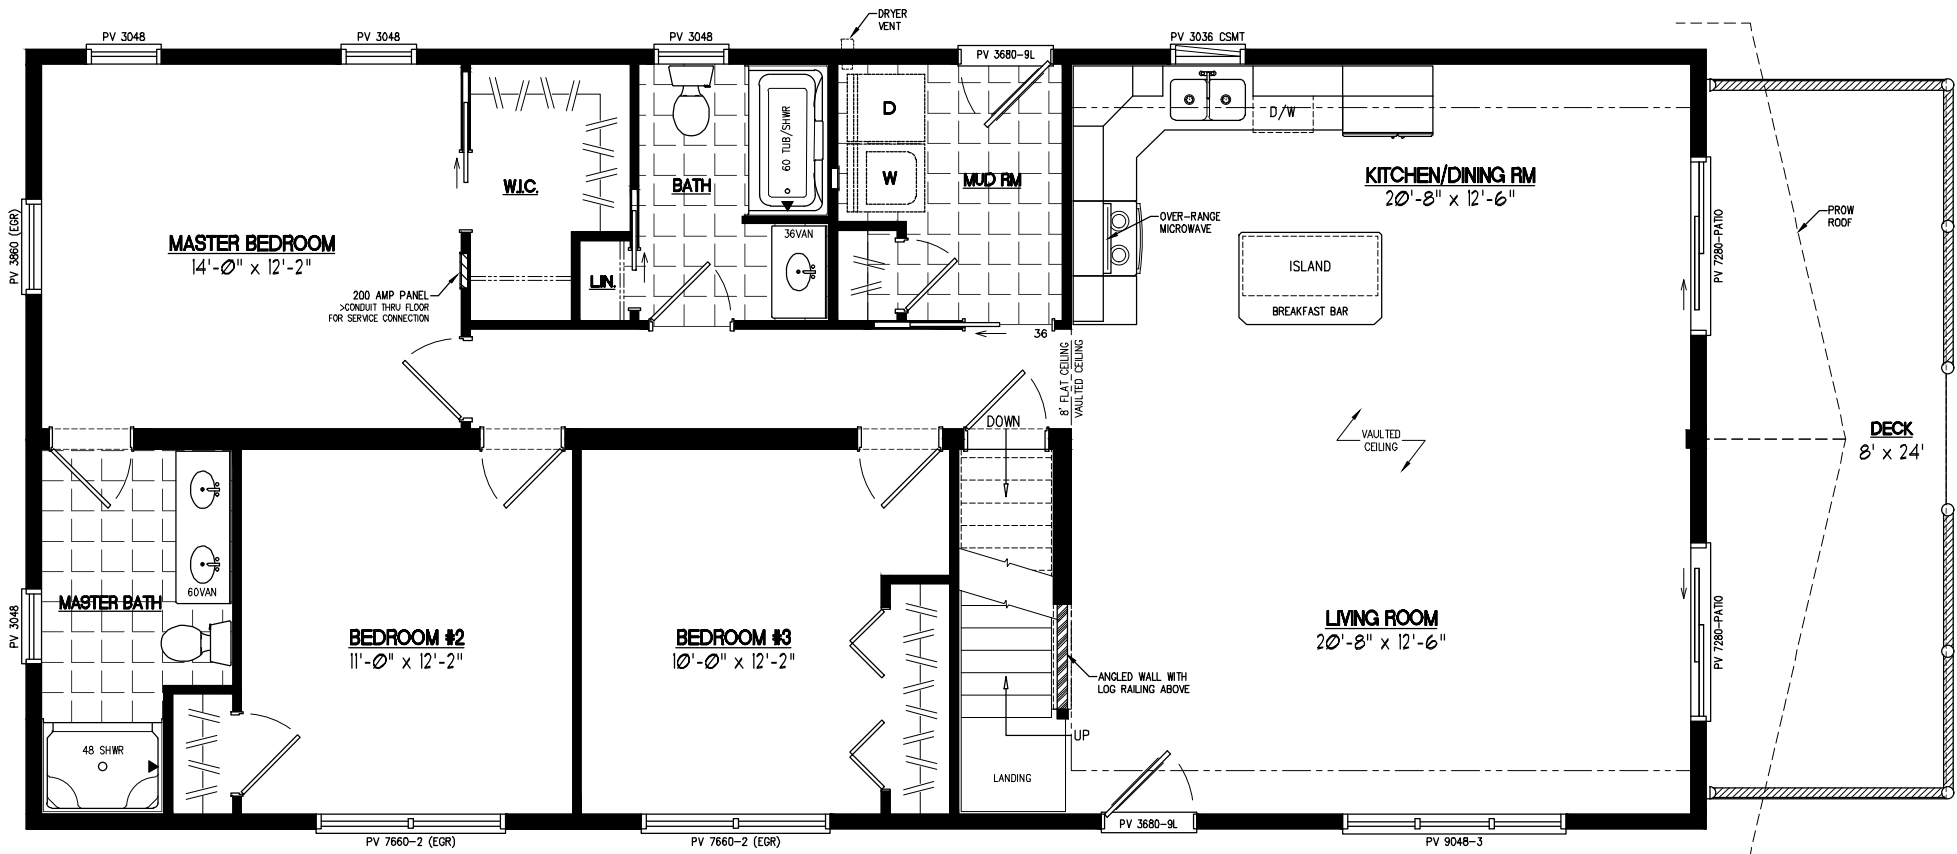 DRYER
VENT
PV 3048
PV 3048
PV 3048
PV 3680-9L
PV 3036 CSMT
D
W
60 TUB/SHWR
D/W
W.I.C.
BATH
MUD RM
KITCHEN/DINING RM
20'-8" x 12'-6"
OVER-RANGE
MICROWAVE
PROW
ROOF
PV 3860 (EGR)
MASTER BEDROOM
14'-0" x 12'-2"
36VAN
LIN.
ISLAND
BREAKFAST BAR
PV 7280-PATIO
200 AMP PANEL
>CONDUIT THRU FLOOR
FOR SERVICE CONNECTION
36
8' FLAT CEILING
VAULTED CEILING
DOWN
VAULTED
CEILING
DECK
8' x 24'
60VAN
MASTER BATH
PV 3048
BEDROOM #2
11'-0" x 12'-2"
BEDROOM #3
10'-0" x 12'-2"
LIVING ROOM
20'-8" x 12'-6"
PV 7280-PATIO
ANGLED WALL WITH
LOG RAILING ABOVE
UP
48 SHWR
LANDING
PV 7660-2 (EGR)
PV 7660-2 (EGR)
PV 3680-9L
PV 9048-3